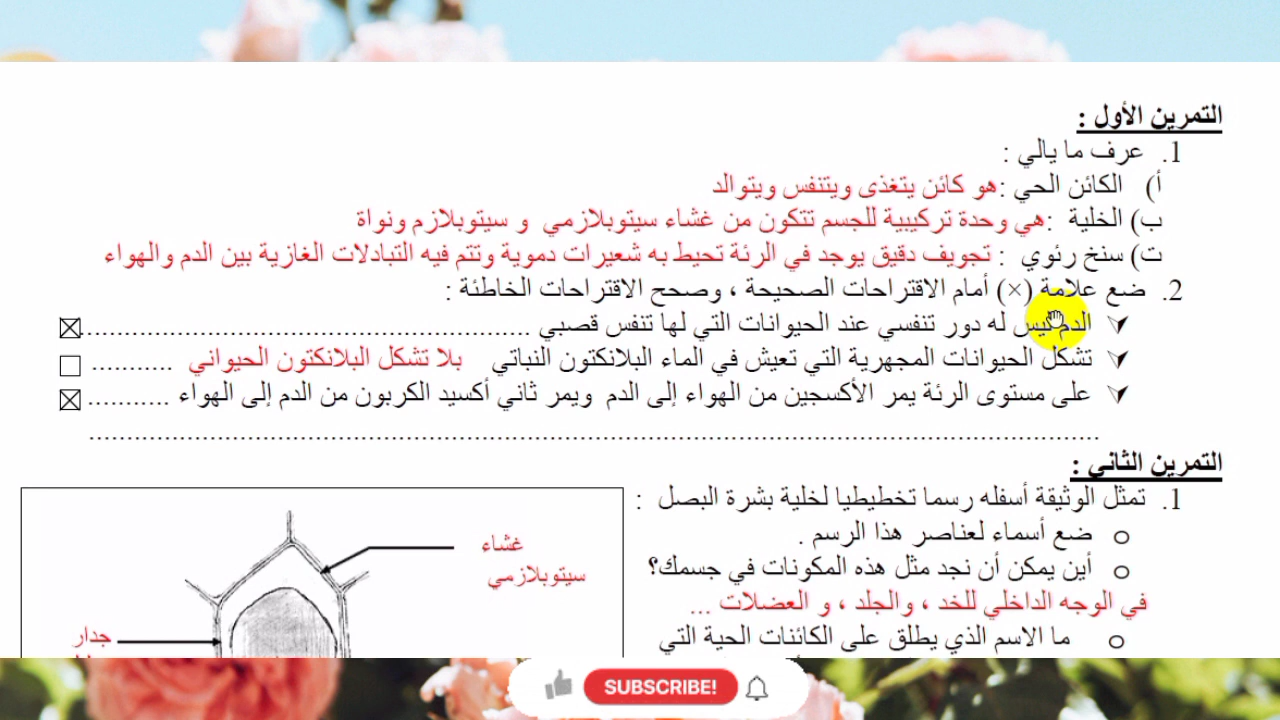 التمرين الأول :
1. عرف ما يالي :
أ) الكائن الحي :هو كائن يتغذى ويتنفس ويتوالد
ب) الخلية :هي وحدة تركيبية للجسم تتكون من غشاء سيتوبلازمي و سيتوبلازم ونواة
ت) سنخ رئوي : تجويف دقيق يوجد في الرئة تحيط به شعيرات دموية وتتم فيه التبادلات الغازية بين الدم والهواء
2. ضع علامة (×) أمام الاقتراحات الصحيحة ، وصحح الاقتراحات الخاطئة :
الدم ليس له دور تنفسي عند الحيوانات التي لها تنفس قصبي
تشكل الحيوانات المجهرية التي تعيش في الماء البلانكتون النباتي بلا تشكل البلانكتون الحيواني
على مستوى الرئة يمر الأكسجين من الهواء إلى الدم ويمر ثاني أكسيد الكربون من الدم إلى الهواء
التمرين الثاني :
1. تمثل الوثيقة أسفله رسما تخطيطيا لخلية بشرة البصل :
ضع أسماء لعناصر هذا الرسم .
أين يمكن أن نجد مثل هذه المكونات في جسمك؟
في الوجه الداخلي للخد ، والجلد ، و العضلات ...
ما الاسم الذي يطلق على الكائنات الحية التي
غشاء
سيتوبلازمي
جدار
SUBSCRIBE!